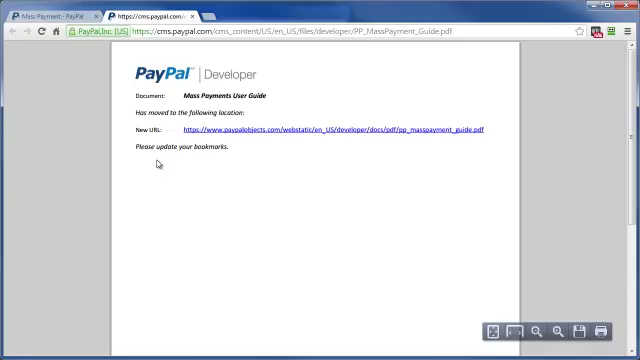 Mass Payment - PayPal
https://cms.paypal.com/c
PayPal, Inc. [US] https://cms.paypal.com/cms_content/US/en_US/files/developer/PP_MassPayment_Guide.pdf
PayPal | Developer
Document: Mass Payments User Guide
Has moved to the following location:
New URL: https://www.paypalobjects.com/webstatic/en_US/developer/docs/pdf/pp_masspayment_guide.pdf
Please update your bookmarks.